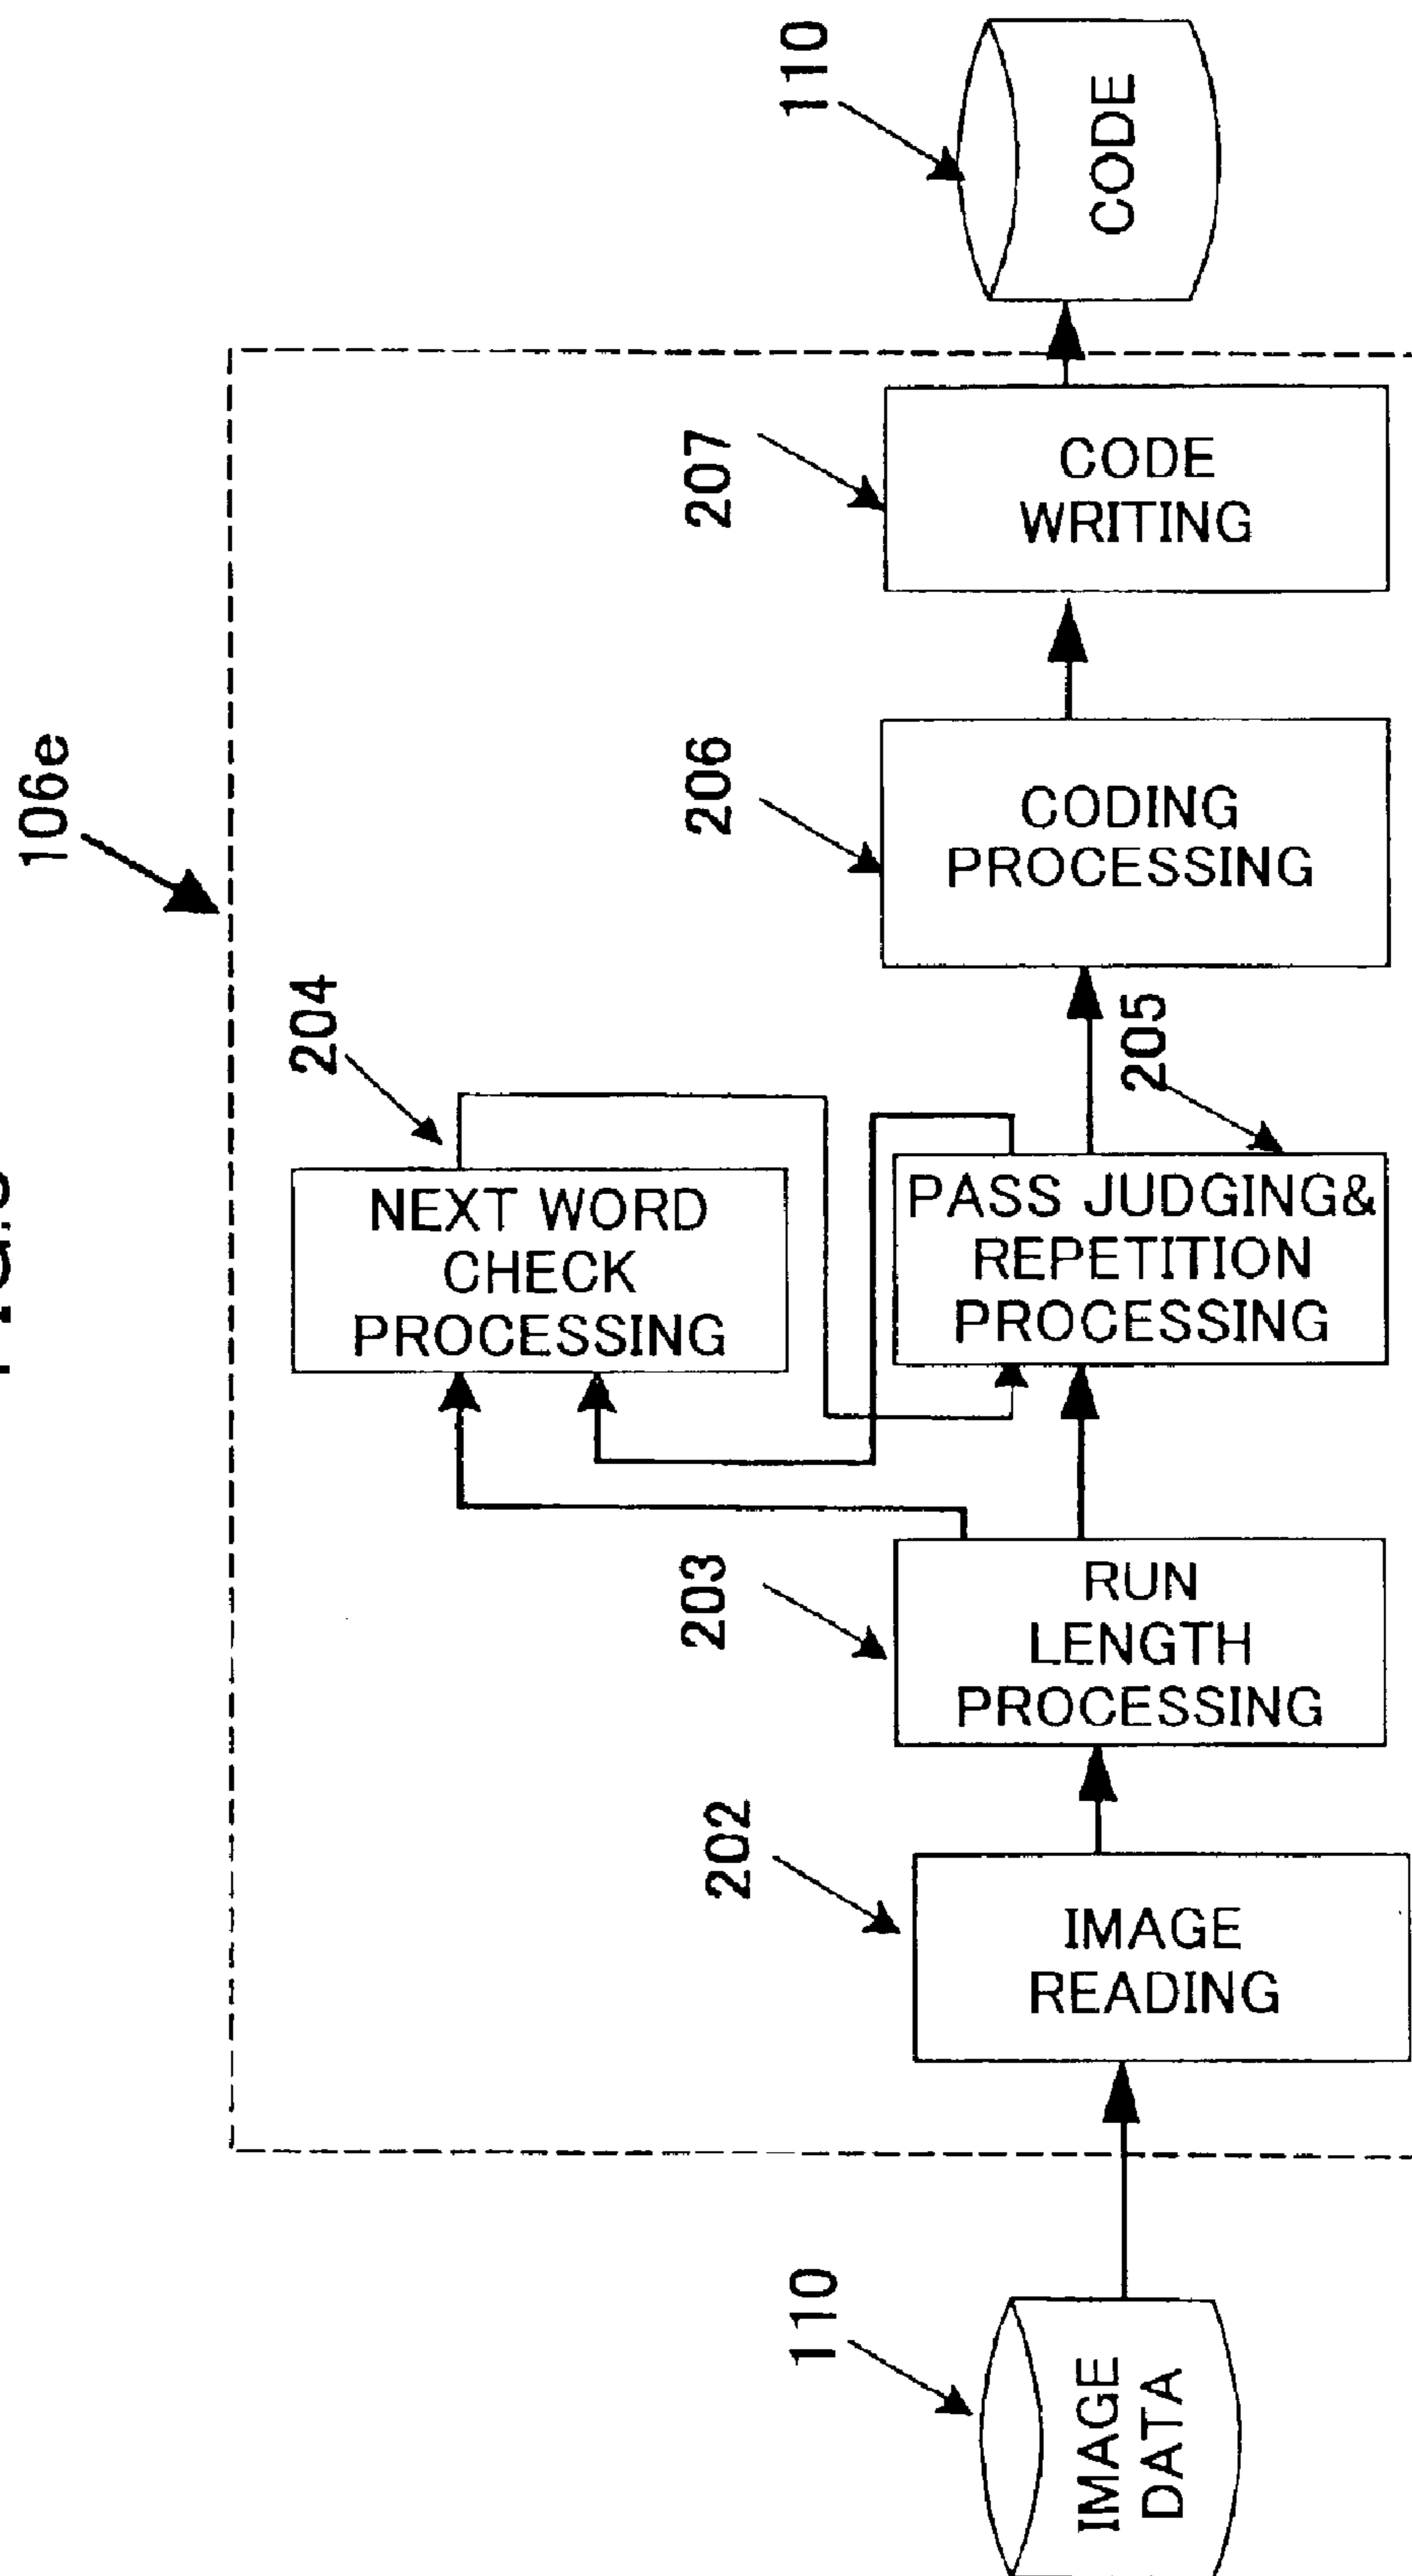 106e
110
CODE
207
CODE
WRITING
206
CODING
PROCESSING
204
NEXT WORD
CHECK
PROCESSING
205
PASS JUDGING&
REPETITION
PROCESSING
203
RUN
LENGTH
PROCESSING
202
IMAGE
READING
110
IMAGE
DATA